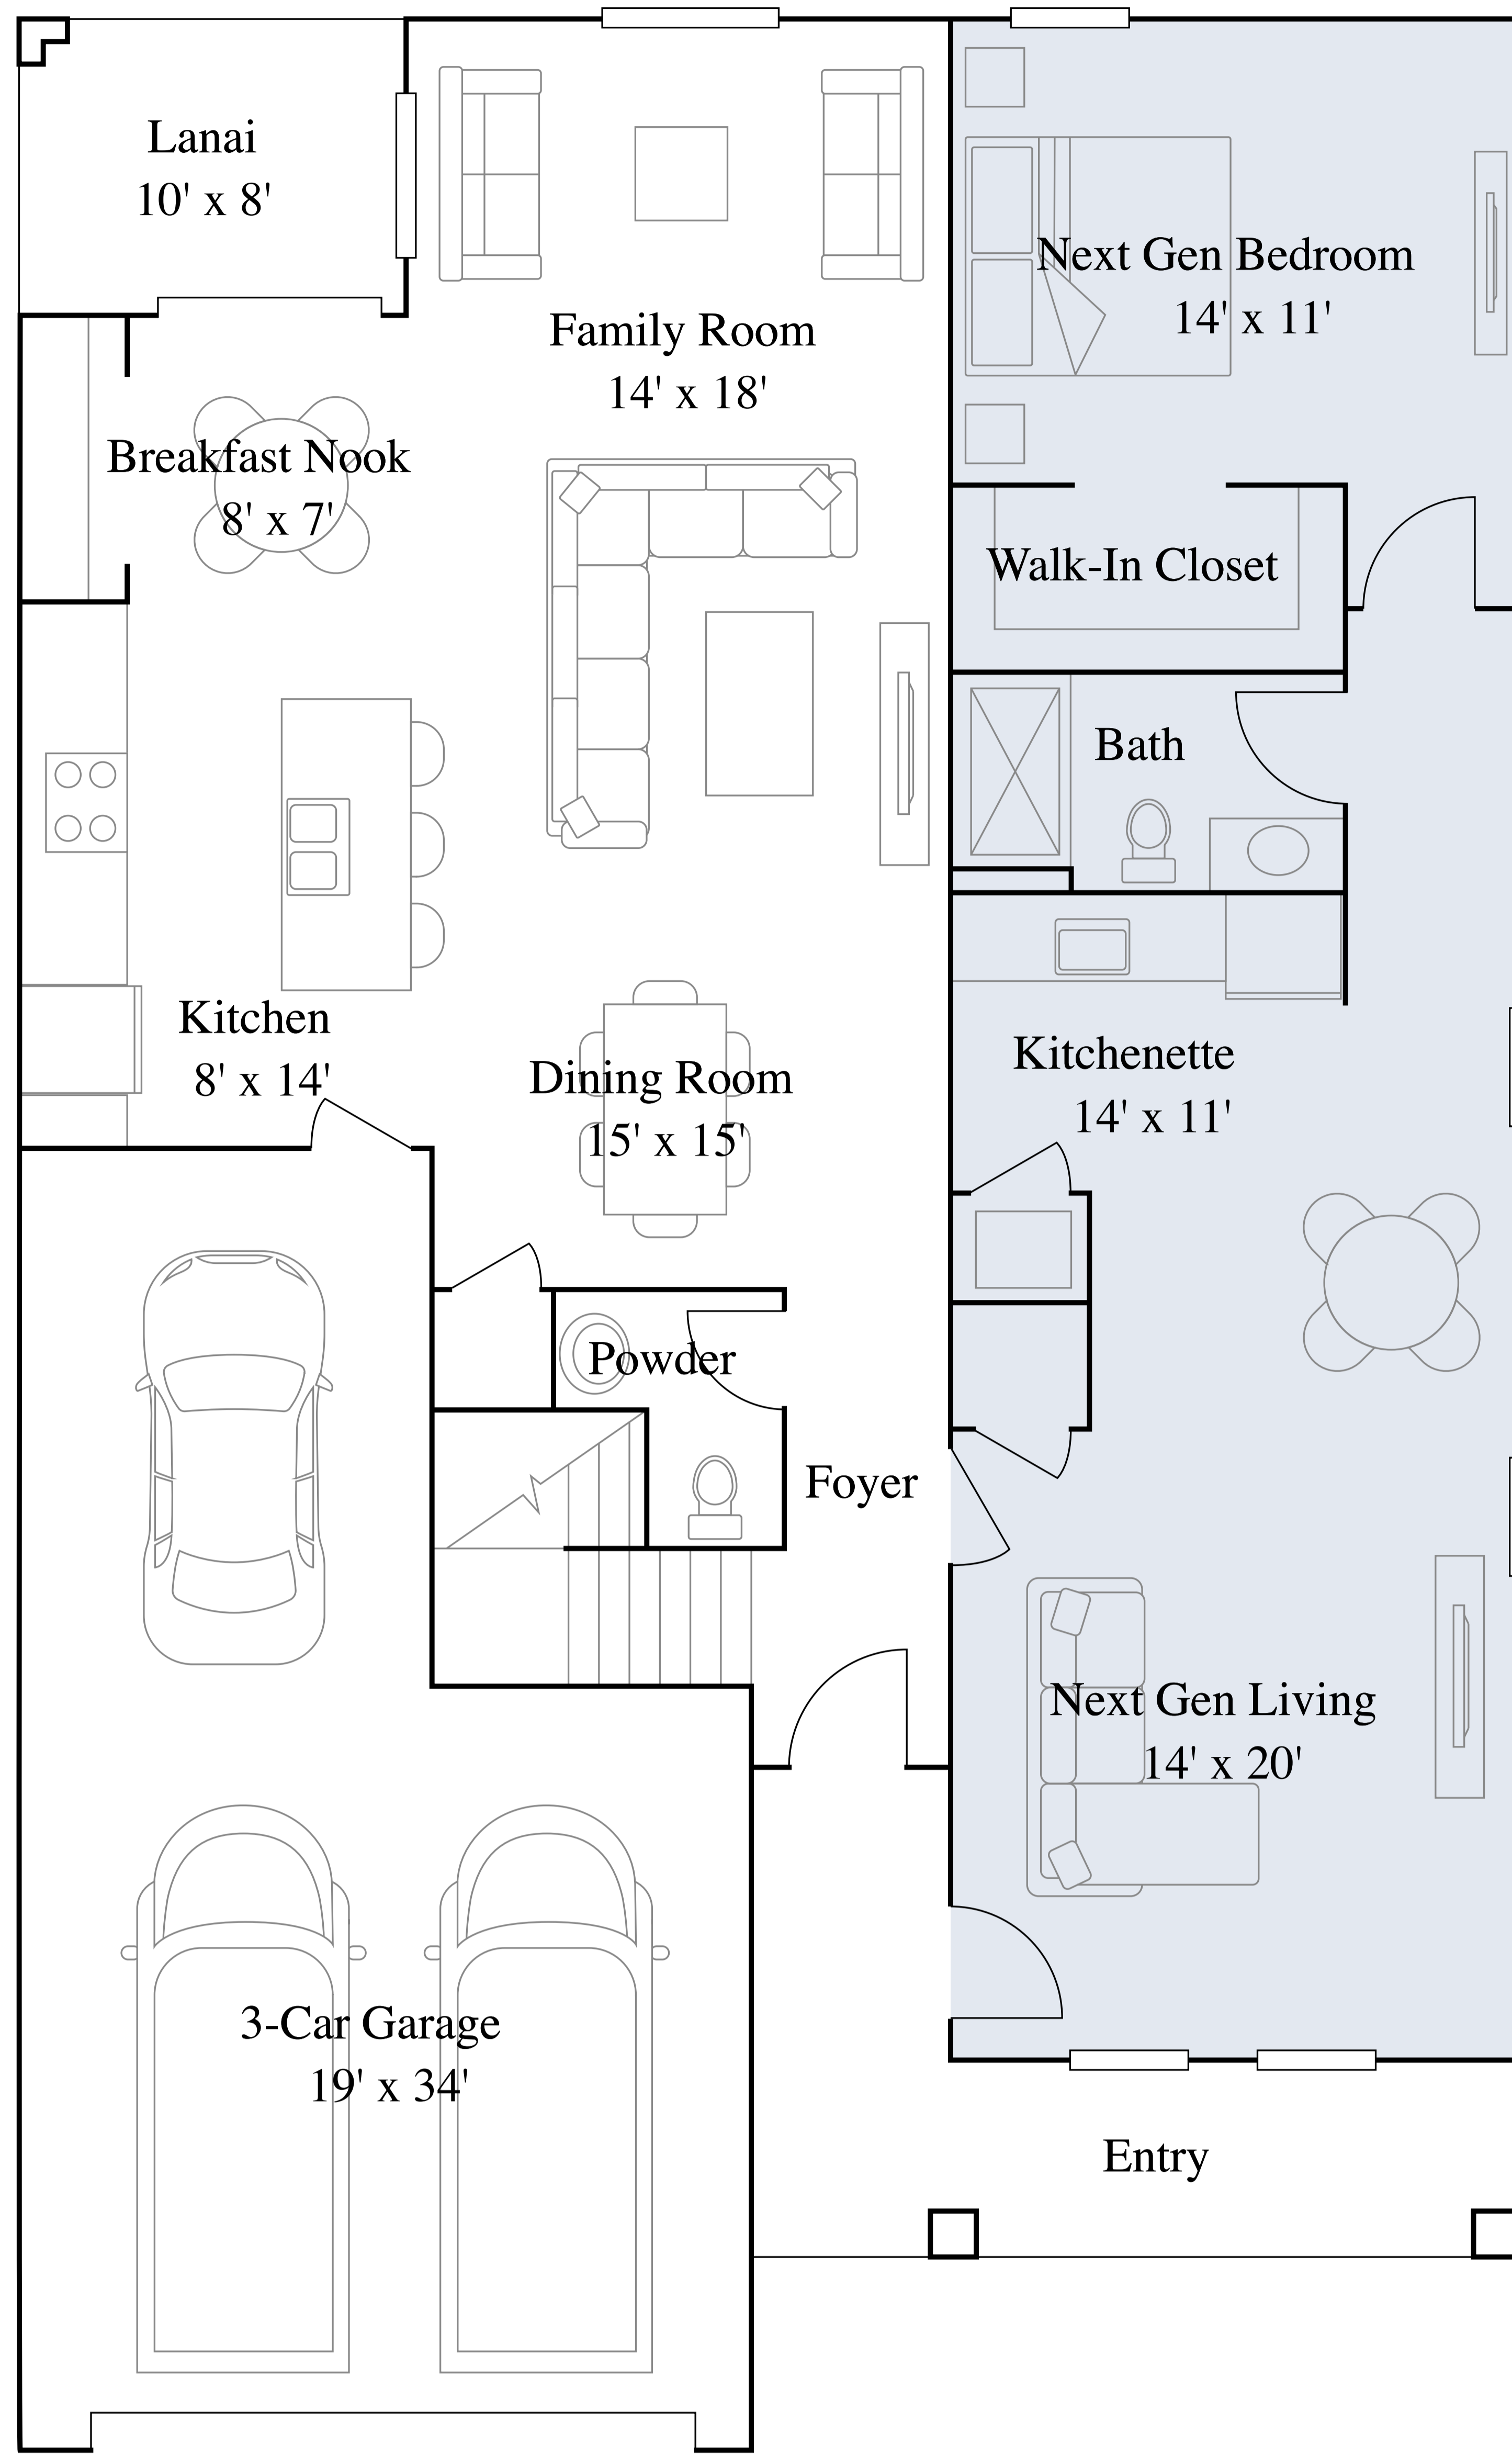 Lanai
10' x 8'
Family Room
14' x 18'
Next Gen Bedroom
14' x 11'
Breakfast Nook
8' x 7'
Walk-In Closet
Bath
Kitchen
8' x 14'
Dining Room
15' x 15'
Kitchenette
14' x 11'
Powder
Foyer
Next Gen Living
14' x 20'
3-Car Garage
19' x 34'
Entry